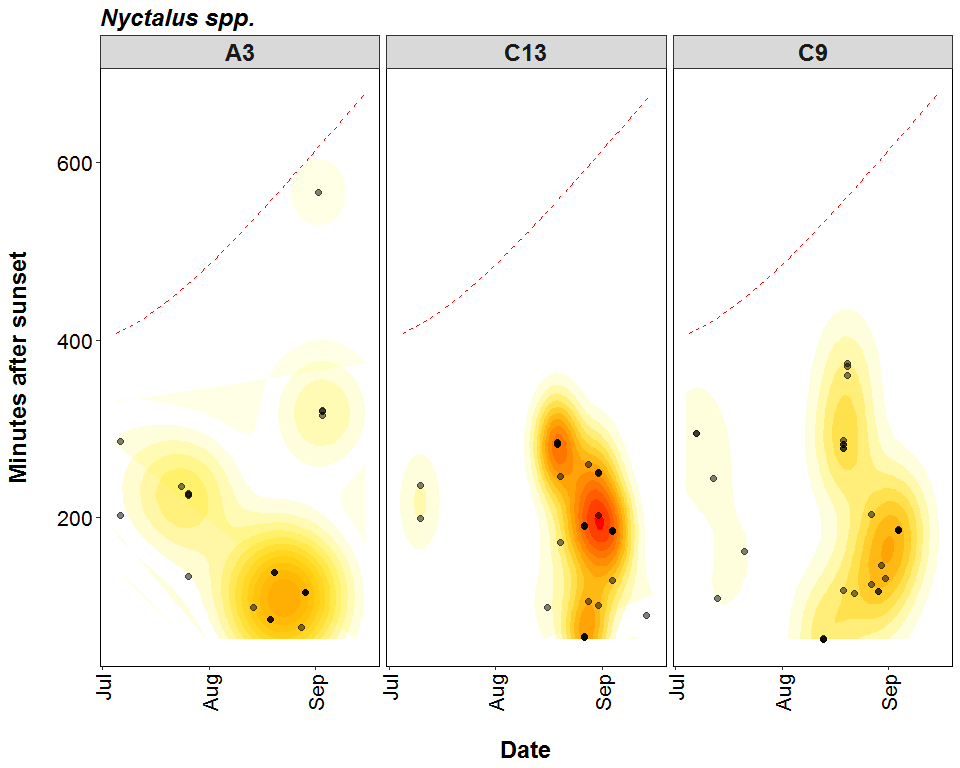 Nyctalus spp.
A3 C13 C9
Minutes after sunset
600
400
200
Jul Aug Sep Jul Aug Sep Jul Aug Sep
Date